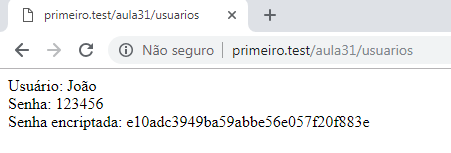 primeiro.test/aula31/usuarios
Não seguro | primeiro.test/aula31/usuarios
Usuário: João
Senha: 123456
Senha encriptada: e10adc3949ba59abbe56e057f20f883e